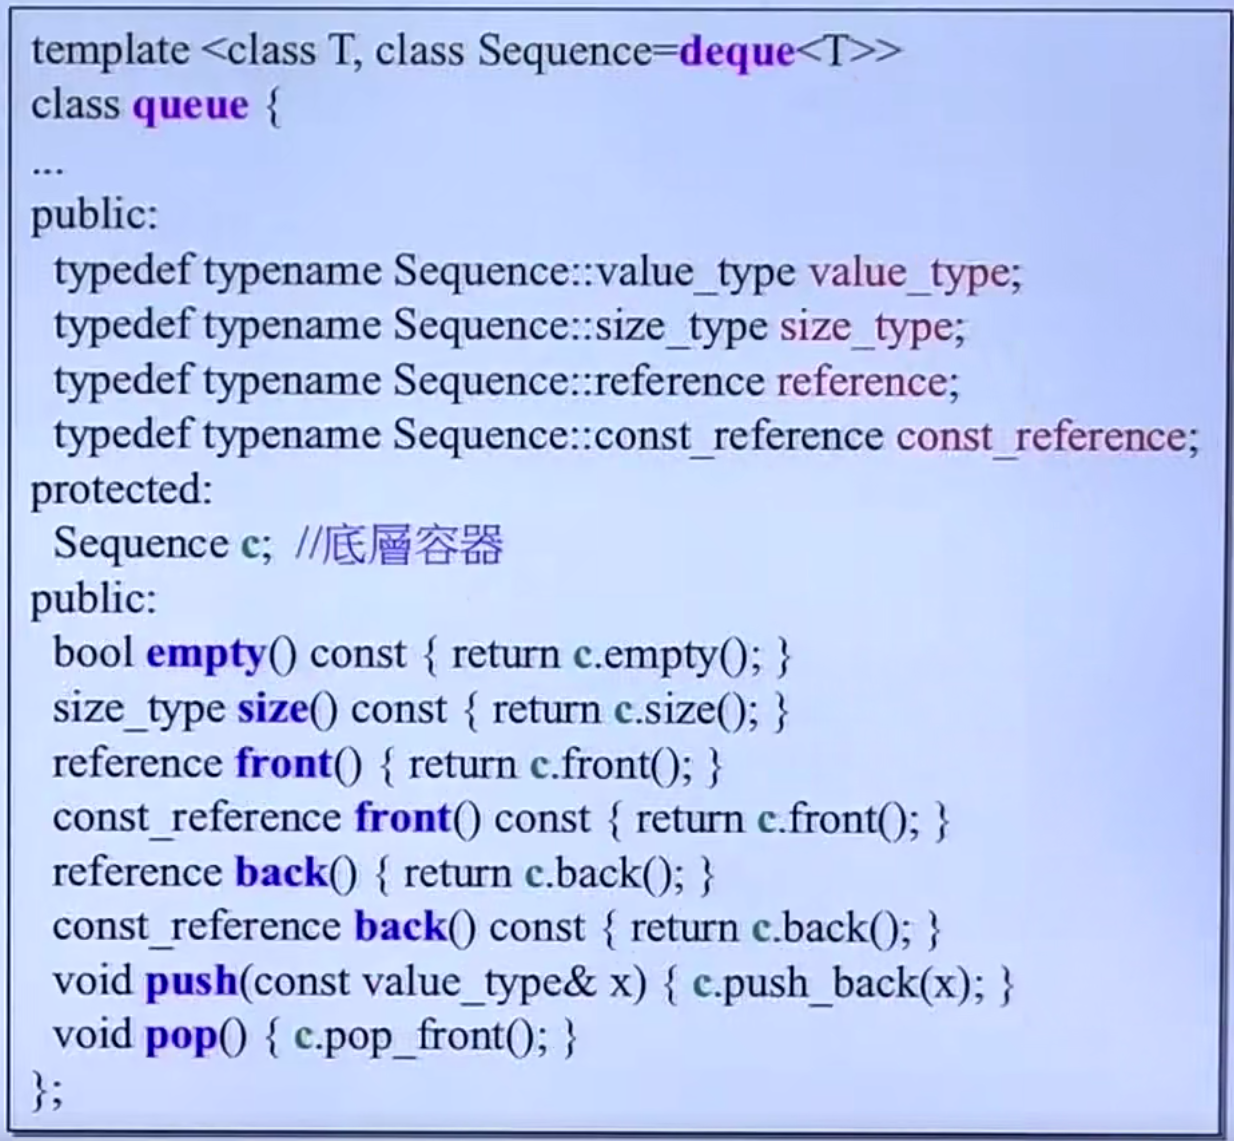 template <class T, class Sequence=deque<T>>
class queue {
...
public:
typedef typename Sequence::value_type value_type;
typedef typename Sequence::size_type size_type;
typedef typename Sequence::reference reference;
typedef typename Sequence::const_reference const_reference;
protected:
Sequence c; //底層容器
public:
bool empty() const { return c.empty(); }
size_type size() const { return c.size(); }
reference front() { return c.front(); }
const_reference front() const { return c.front(); }
reference back() { return c.back(); }
const_reference back() const { return c.back(); }
void push(const value_type& x) { c.push_back(x); }
void pop() { c.pop_front(); }
};